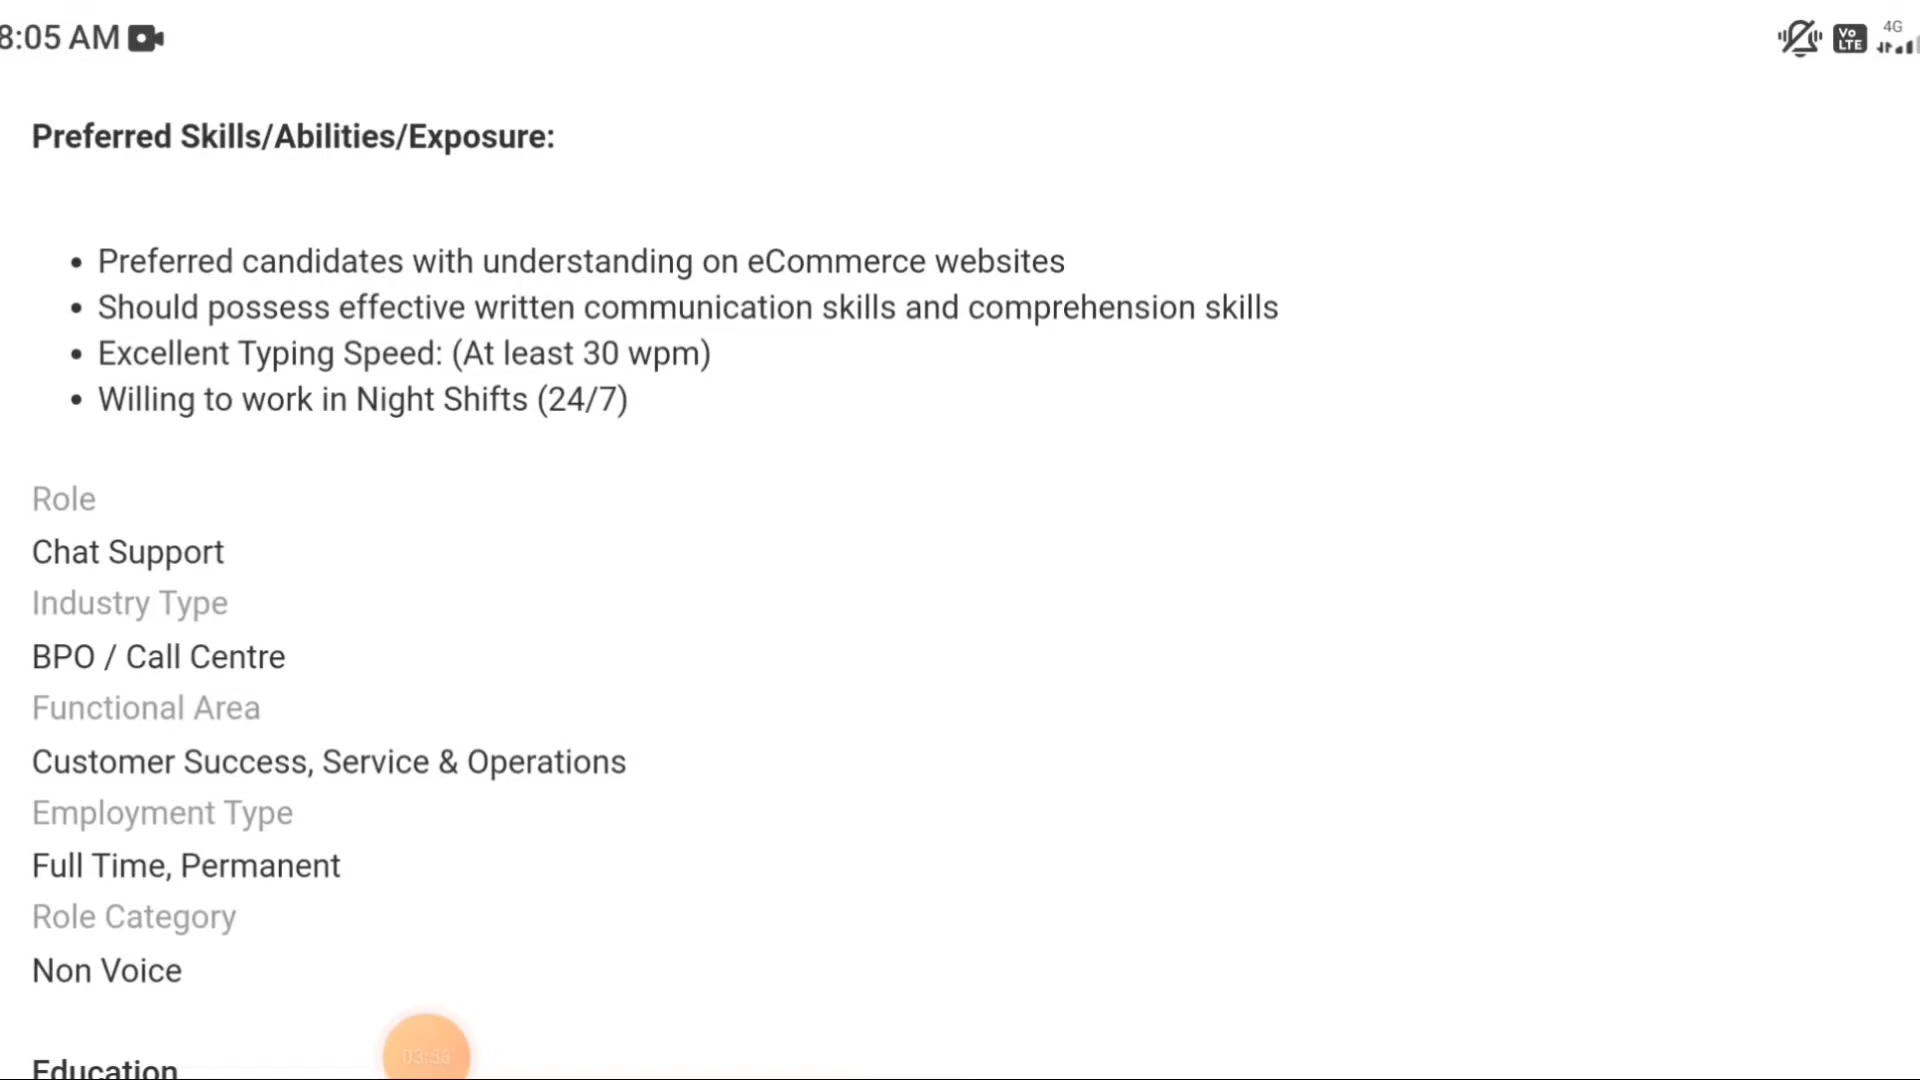 8:05 AM
Vo LTE 4G
Preferred Skills/Abilities/Exposure:
• Preferred candidates with understanding on eCommerce websites
• Should possess effective written communication skills and comprehension skills
• Excellent Typing Speed: (At least 30 wpm)
• Willing to work in Night Shifts (24/7)
Role
Chat Support
Industry Type
BPO / Call Centre
Functional Area
Customer Success, Service & Operations
Employment Type
Full Time, Permanent
Role Category
Non Voice
Education